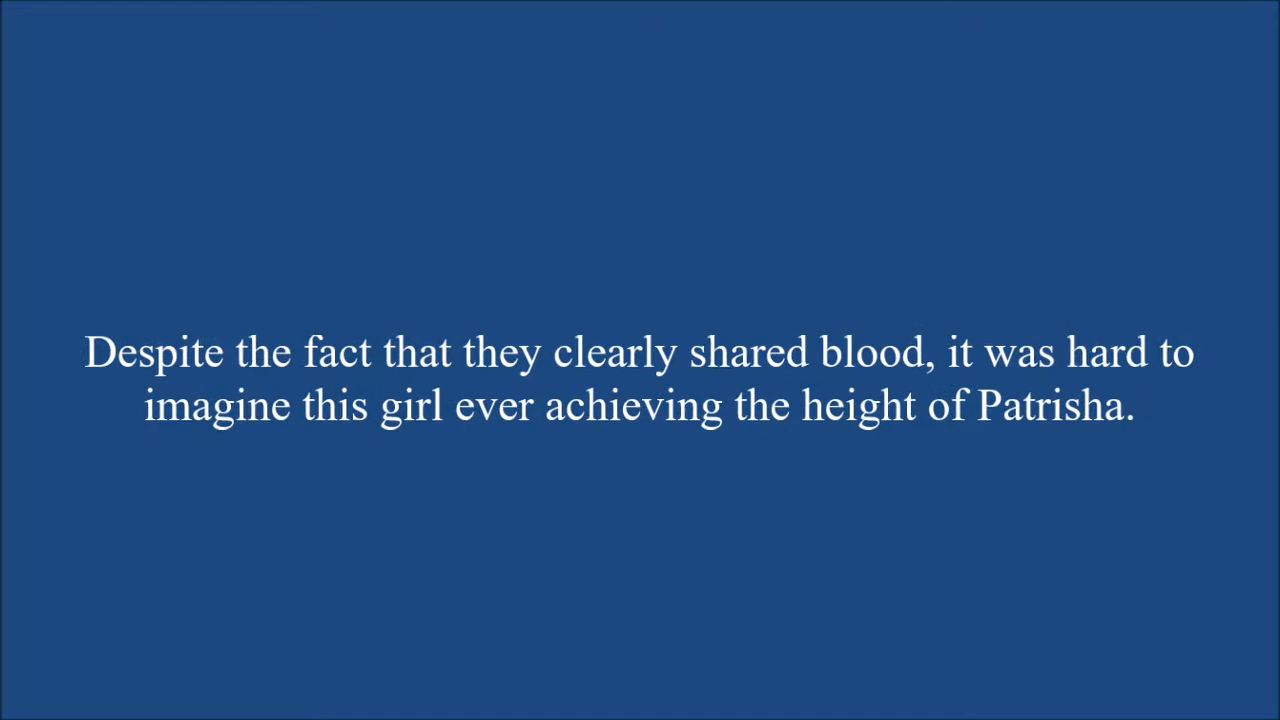 Despite the fact that they clearly shared blood, it was hard to
imagine this girl ever achieving the height of Patrisha.